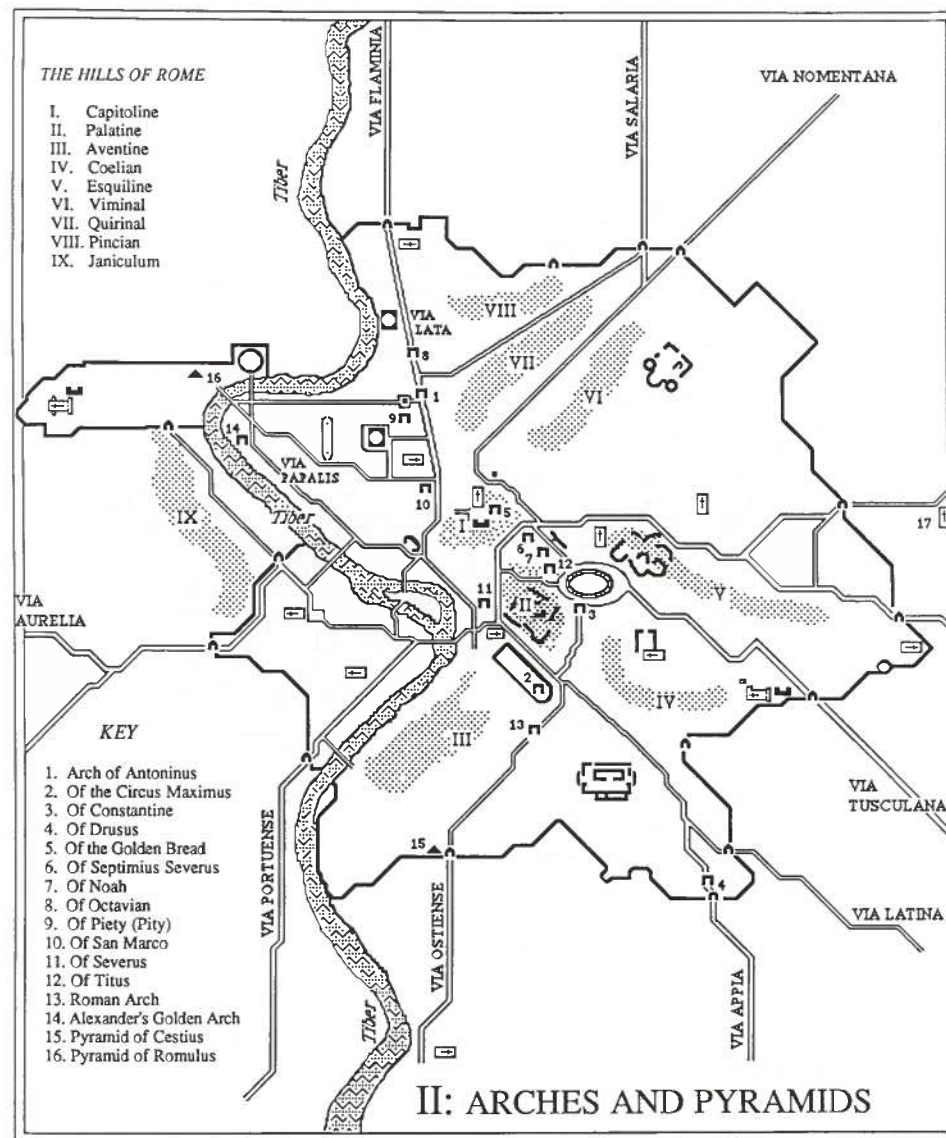 THE HILLS OF ROME
I. Capitoline
II. Palatine
III. Aventine
IV. Coelian
V. Esquiline
VI. Viminal
VII. Quirinal
VIII. Pincian
IX. Janiculum
VIA FLAMINIA
VIA SALARIA
VIA NOMENTANA
Tiber
VIII
VIA LATA
VII
8
16
1
VI
9
14
VIA PAPALIS
10
5
I
17
IX
Tiber
6
7
12
VIA AURELIA
11
II
3
V
2
IV
13
III
KEY
1. Arch of Antoninus
2. Of the Circus Maximus
3. Of Constantine
4. Of Drusus
5. Of the Golden Bread
6. Of Septimius Severus
7. Of Noah
8. Of Octavian
9. Of Piety (Pity)
10. Of San Marco
11. Of Severus
12. Of Titus
13. Roman Arch
14. Alexander's Golden Arch
15. Pyramid of Cestius
16. Pyramid of Romulus
VIA TUSCULANA
15
4
VIA PORTUENSE
VIA OSTIENSE
VIA LATINA
VIA APPIA
Tiber
II: ARCHES AND PYRAMIDS